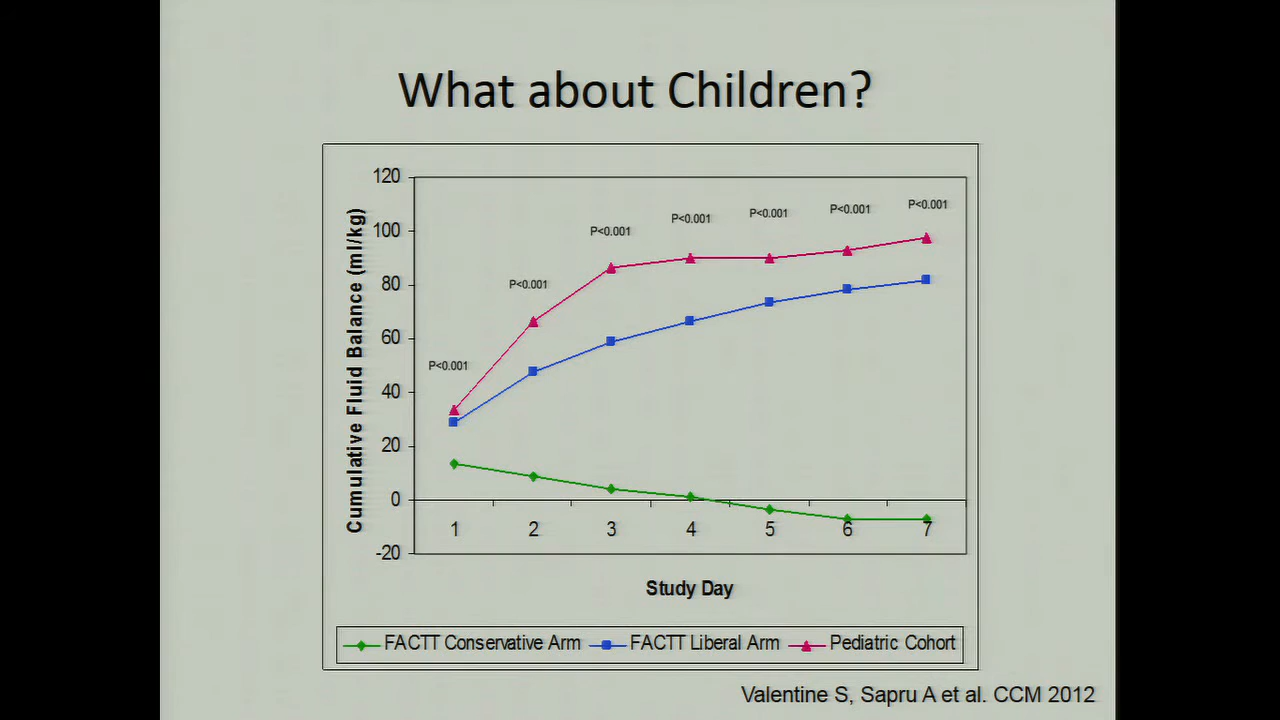 What about Children?
120
100
80
60
40
20
0
-20
Cumulative Fluid Balance (ml/kg)
P<0.001
P<0.001
P<0.001
P<0.001
P<0.001
P<0.001
P<0.001
1 2 3 4 5 6 7
Study Day
FACTT Conservative Arm FACTT Liberal Arm Pediatric Cohort
Valentine S, Sapru A et al. CCM 2012